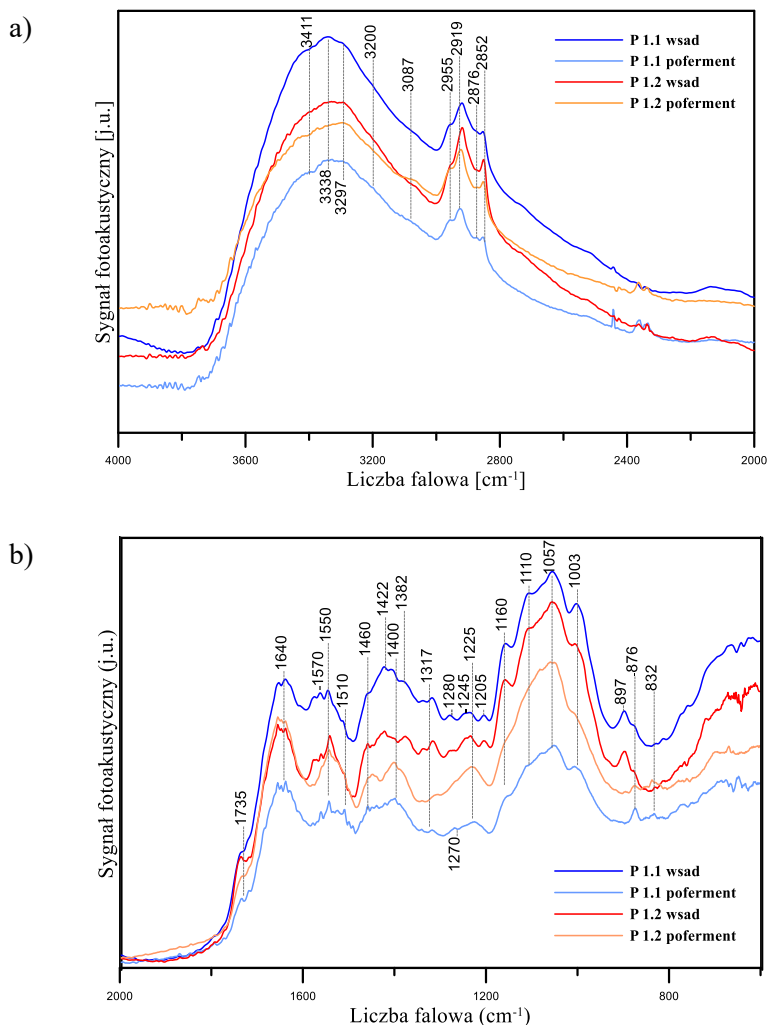 a)
3411
3200
3087
2955
2919
2876
2852
3338
3297
P 1.1 wsad
P 1.1 poferment
P 1.2 wsad
P 1.2 poferment
Sygnał fotoakustyczny [j.u.]
4000
3600
3200
2800
2400
2000
Liczba falowa [cm-1]
b)
1735
1640
1570
1550
1510
1460
1422
1400
1382
1317
1280
1245
1225
1205
1270
1160
1110
1057
1003
897
876
832
P 1.1 wsad
P 1.1 poferment
P 1.2 wsad
P 1.2 poferment
Sygnał fotoakustyczny (j.u.)
2000
1600
1200
800
Liczba falowa (cm-1)